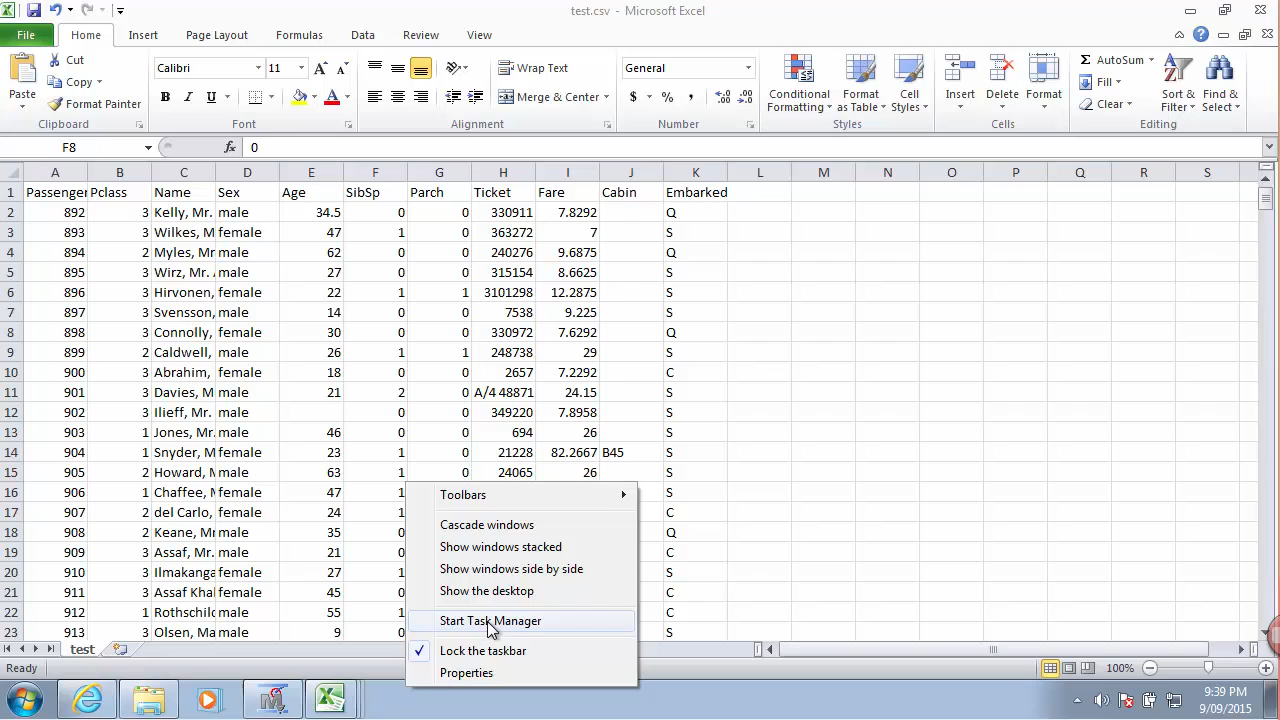 test.csv - Microsoft Excel
File Home Insert Page Layout Formulas Data Review View
Cut
Copy
Format Painter
Paste
Clipboard
Calibri 11
B I U A
Font
Wrap Text
Merge & Center
Alignment
General
$ % ,
Number
Conditional Formatting
Format as Table
Cell Styles
Styles
Insert Delete Format
Cells
AutoSum
Fill
Clear
Sort & Filter
Find & Select
Editing
F8 fx 0
A B C D E F G H I J K L M N O P Q R S
1 Passenger Pclass Name Sex Age SibSp Parch Ticket Fare Cabin Embarked
2 892 3 Kelly, Mr. male 34.5 0 0 330911 7.8292 Q
3 893 3 Wilkes, M female 47 1 0 363272 7 S
4 894 2 Myles, Mr male 62 0 0 240276 9.6875 Q
5 895 3 Wirz, Mr. A male 27 0 0 315154 8.6625 S
6 896 3 Hirvonen, female 22 1 1 3101298 12.2875 S
7 897 3 Svensson, male 14 0 0 7538 9.225 S
8 898 3 Connolly, female 30 0 0 330972 7.6292 Q
9 899 2 Caldwell, male 26 1 1 248738 29 S
10 900 3 Abrahim, female 18 0 0 2657 7.2292 C
11 901 3 Davies, M male 21 2 0 A/4 48871 24.15 S
12 902 3 Ilieff, Mr. male 0 0 349220 7.8958 S
13 903 1 Jones, Mr. male 46 0 0 694 26 S
14 904 1 Snyder, M female 23 1 0 21228 82.2667 B45 S
15 905 2 Howard, M male 63 1 0 24065 26 S
16 906 1 Chaffee, M female 47 1 S
17 907 2 del Carlo, female 24 1 C
18 908 2 Keane, Mr male 35 0 Q
19 909 3 Assaf, Mr. male 21 0 C
20 910 3 Ilmakanga female 27 1 S
21 911 3 Assaf Khal female 45 0 C
22 912 1 Rothschild male 55 1 C
23 913 3 Olsen, Ma male 9 0 S
Toolbars
Cascade windows
Show windows stacked
Show windows side by side
Show the desktop
Start Task Manager
Lock the taskbar
Properties
test
Ready 100%
9:39 PM
9/09/2015